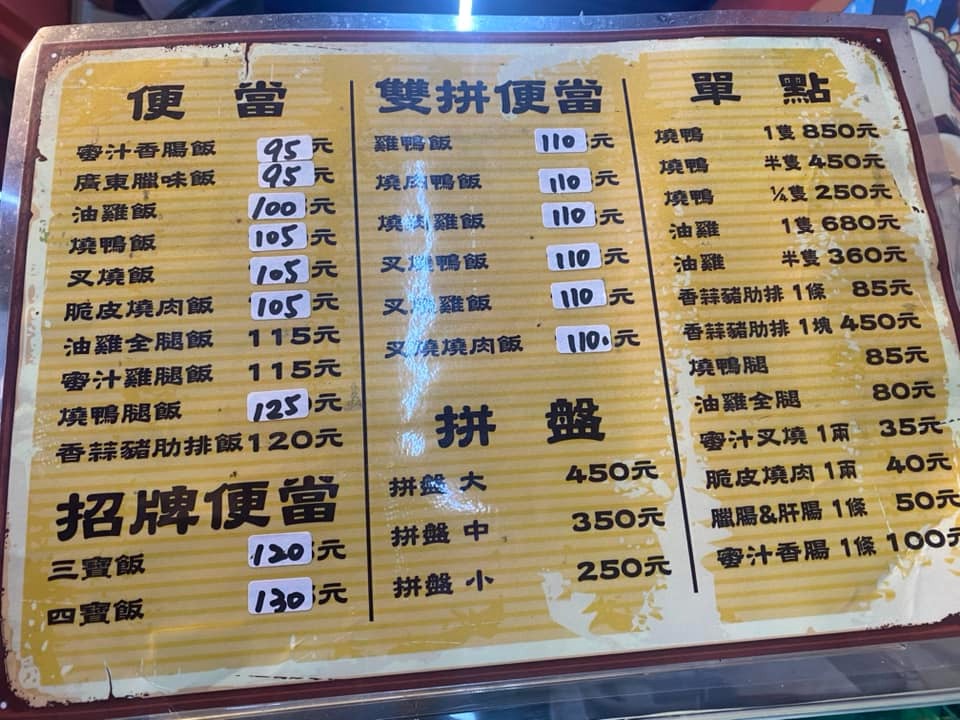 便當
蜜汁香腸飯 95元
廣東臘味飯 95元
油雞飯 100元
燒鴨飯 105元
叉燒飯 105元
脆皮燒肉飯 105元
油雞全腿飯 115元
蜜汁雞腿飯 115元
燒鴨腿飯 125元
香蒜豬肋排飯 120元
招牌便當
三寶飯 120元
四寶飯 130元
雙拼便當
雞鴨飯 110元
燒肉鴨飯 110元
燒肉雞飯 110元
叉燒鴨飯 110元
叉燒雞飯 110元
叉燒燒肉飯 110元
拼盤
拼盤 大 450元
拼盤 中 350元
拼盤 小 250元
單點
燒鴨 1隻 850元
燒鴨 半隻 450元
燒鴨 ¼隻 250元
油雞 1隻 680元
油雞 半隻 360元
香蒜豬肋排 1條 85元
香蒜豬肋排 1塊 450元
燒鴨腿 85元
油雞全腿 80元
蜜汁叉燒 1兩 35元
脆皮燒肉 1兩 40元
臘腸&肝腸 1條 50元
蜜汁香腸 1條 100元